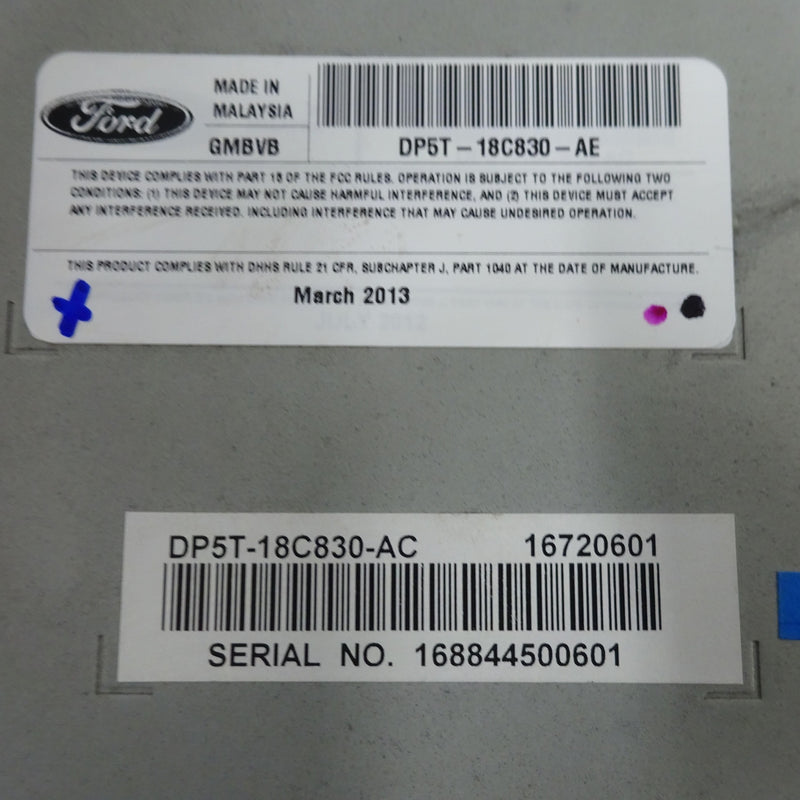 Ford
MADE IN
MALAYSIA
GMBVB
DP5T-18C830-AE
THIS DEVICE COMPLIES WITH PART 15 OF THE FCC RULES. OPERATION IS SUBJECT TO THE FOLLOWING TWO
CONDITIONS: (1) THIS DEVICE MAY NOT CAUSE HARMFUL INTERFERENCE, AND (2) THIS DEVICE MUST ACCEPT
ANY INTERFERENCE RECEIVED, INCLUDING INTERFERENCE THAT MAY CAUSE UNDESIRED OPERATION.
THIS PRODUCT COMPLIES WITH DHHS RULE 21 CFR, SUBCHAPTER J, PART 1040 AT THE DATE OF MANUFACTURE.
March 2013
JULY 2012
DP5T-18C830-AC 16720601
SERIAL NO. 168844500601